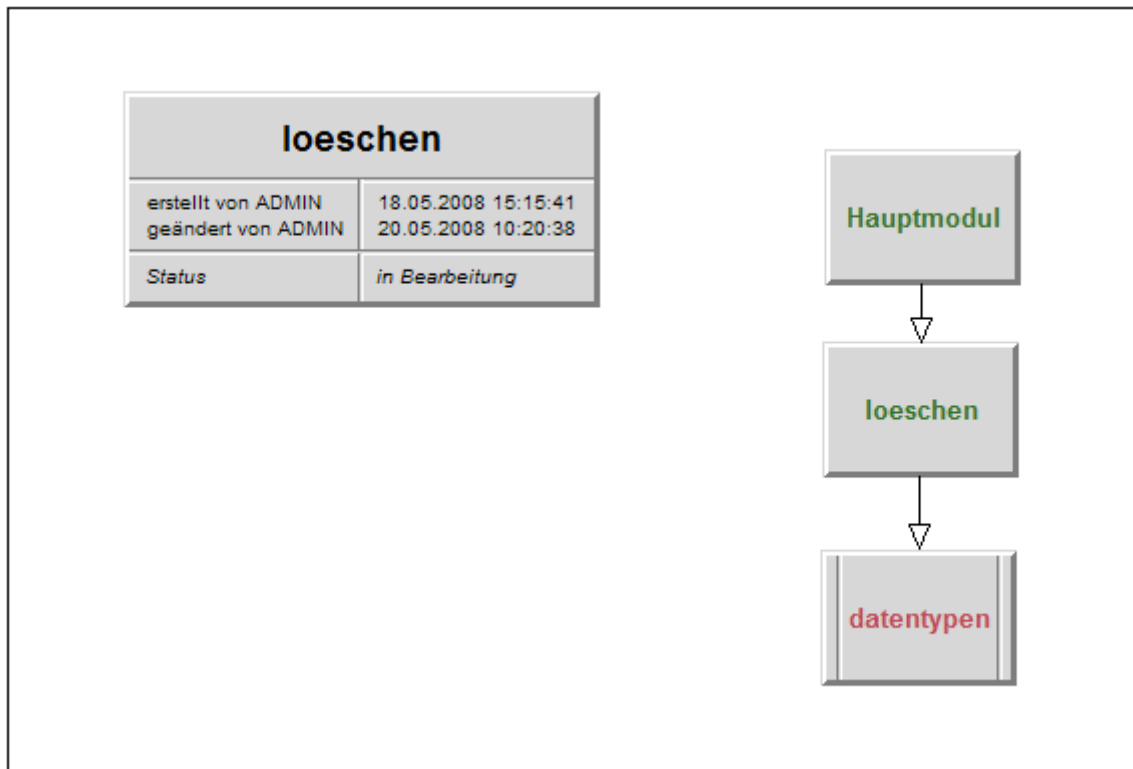 loeschen
erstellt von ADMIN 18.05.2008 15:15:41
geändert von ADMIN 20.05.2008 10:20:38
Status in Bearbeitung
Hauptmodul
loeschen
datentypen